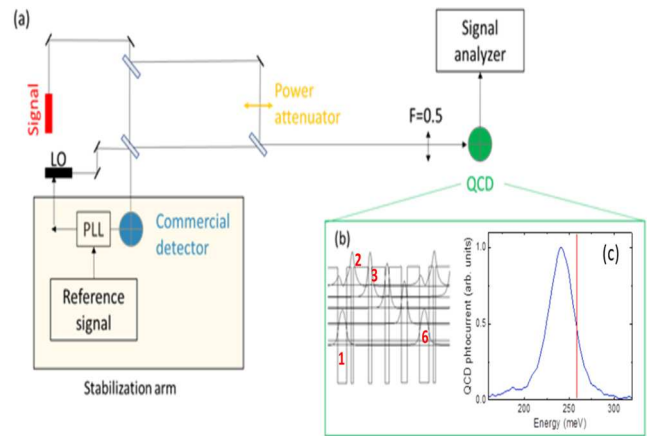 (a)
Signal
Signal
analyzer
Power
attenuator
F=0.5
LO
QCD
PLL
Commercial
detector
Reference
signal
Stabilization arm
(b)
2
3
1
6
(c)
QCD phtocurrent (arb. units)
1.0
0.5
0.0
200
250
300
Energy (meV)